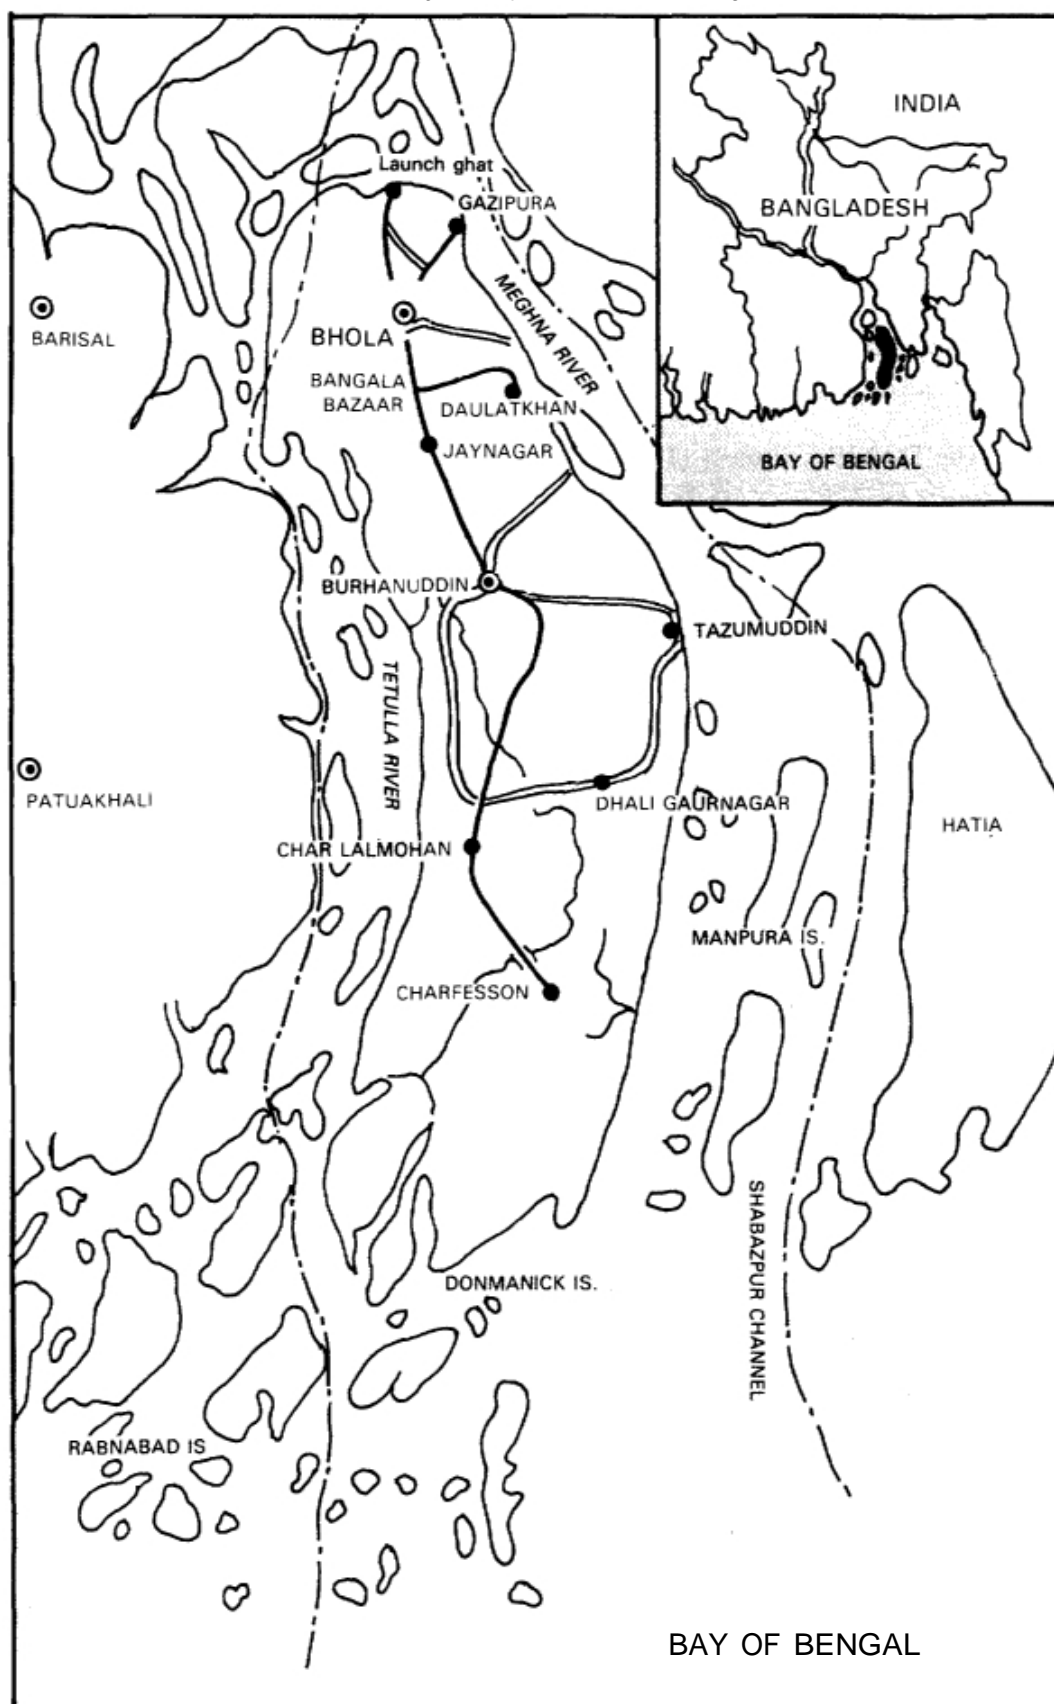 Launch ghat
GAZIPURA
INDIA
BANGLADESH
BAY OF BENGAL
MEGHNA RIVER
BARISAL
BHOLA
BANGALA
BAZAAR
DAULATKHAN
JAYNAGAR
BURHANUDDIN
TAZUMUDDIN
TETULLA RIVER
PATUAKHALI
DHALI GAURNAGAR
HATIA
CHAR LALMOHAN
MANPURA IS.
CHARFESSON
SHABAZPUR CHANNEL
DONMANICK IS.
RABNABAD IS
BAY OF BENGAL